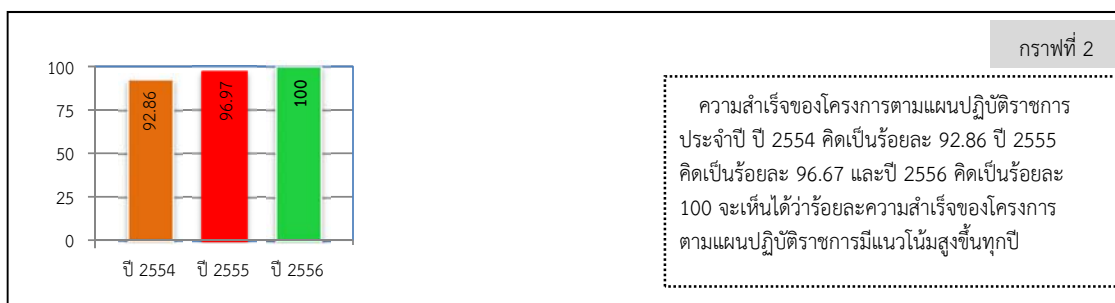 กราฟที่ 2
100
75
50
25
0
92.86
96.97
100
ปี 2554
ปี 2555
ปี 2556
ความสำเร็จของโครงการตามแผนปฏิบัติราชการ
ประจำปี ปี 2554 คิดเป็นร้อยละ 92.86 ปี 2555
คิดเป็นร้อยละ 96.67 และปี 2556 คิดเป็นร้อยละ
100 จะเห็นได้ว่าร้อยละความสำเร็จของโครงการ
ตามแผนปฏิบัติราชการมีแนวโน้มสูงขึ้นทุกปี